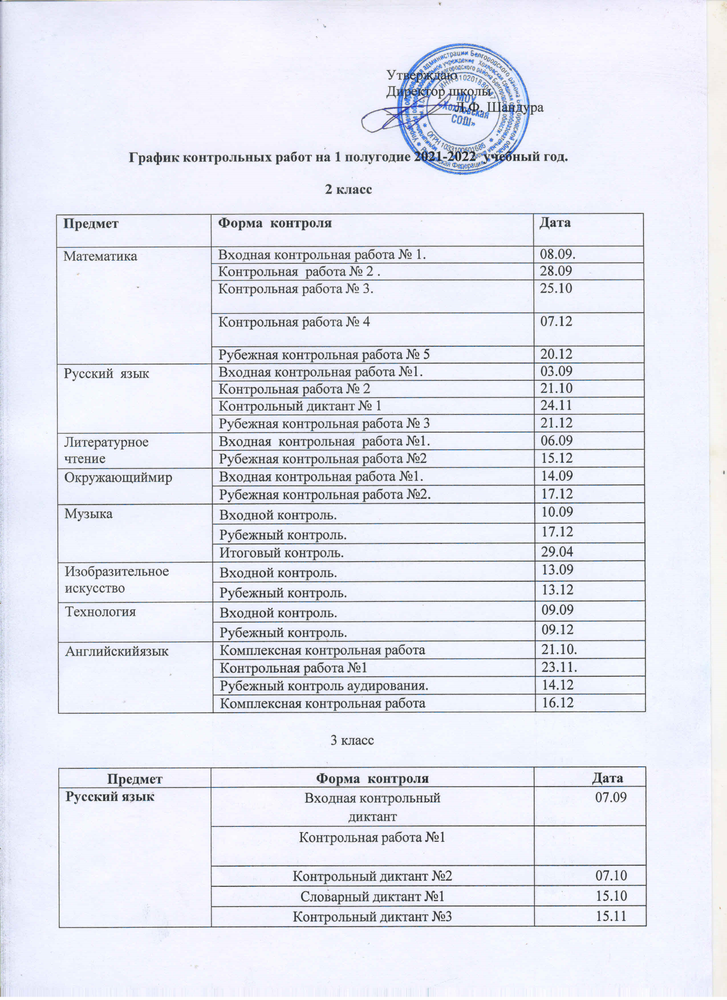 Утверждаю
Директор школы
Л.Ф. Шандура
МОУ
«Хохловская
СОШ»
ОГРН 1033100501686
График контрольных работ на 1 полугодие 2021-2022 учебный год.
2 класс
Предмет Форма контроля Дата
Математика Входная контрольная работа № 1. 08.09.
Контрольная работа № 2 . 28.09
Контрольная работа № 3. 25.10
Контрольная работа № 4 07.12
Рубежная контрольная работа № 5 20.12
Русский язык Входная контрольная работа №1. 03.09
Контрольная работа № 2 21.10
Контрольный диктант № 1 24.11
Рубежная контрольная работа № 3 21.12
Литературное Входная контрольная работа №1. 06.09
чтение Рубежная контрольная работа №2 15.12
Окружающиймир Входная контрольная работа №1. 14.09
Рубежная контрольная работа №2. 17.12
Музыка Входной контроль. 10.09
Рубежный контроль. 17.12
Итоговый контроль. 29.04
Изобразительное Входной контроль. 13.09
искусство Рубежный контроль. 13.12
Технология Входной контроль. 09.09
Рубежный контроль. 09.12
Английскийязык Комплексная контрольная работа 21.10.
Контрольная работа №1 23.11.
Рубежный контроль аудирования. 14.12
Комплексная контрольная работа 16.12
3 класс
Предмет Форма контроля Дата
Русский язык Входная контрольный 07.09
диктант
Контрольная работа №1
Контрольный диктант №2 07.10
Словарный диктант №1 15.10
Контрольный диктант №3 15.11